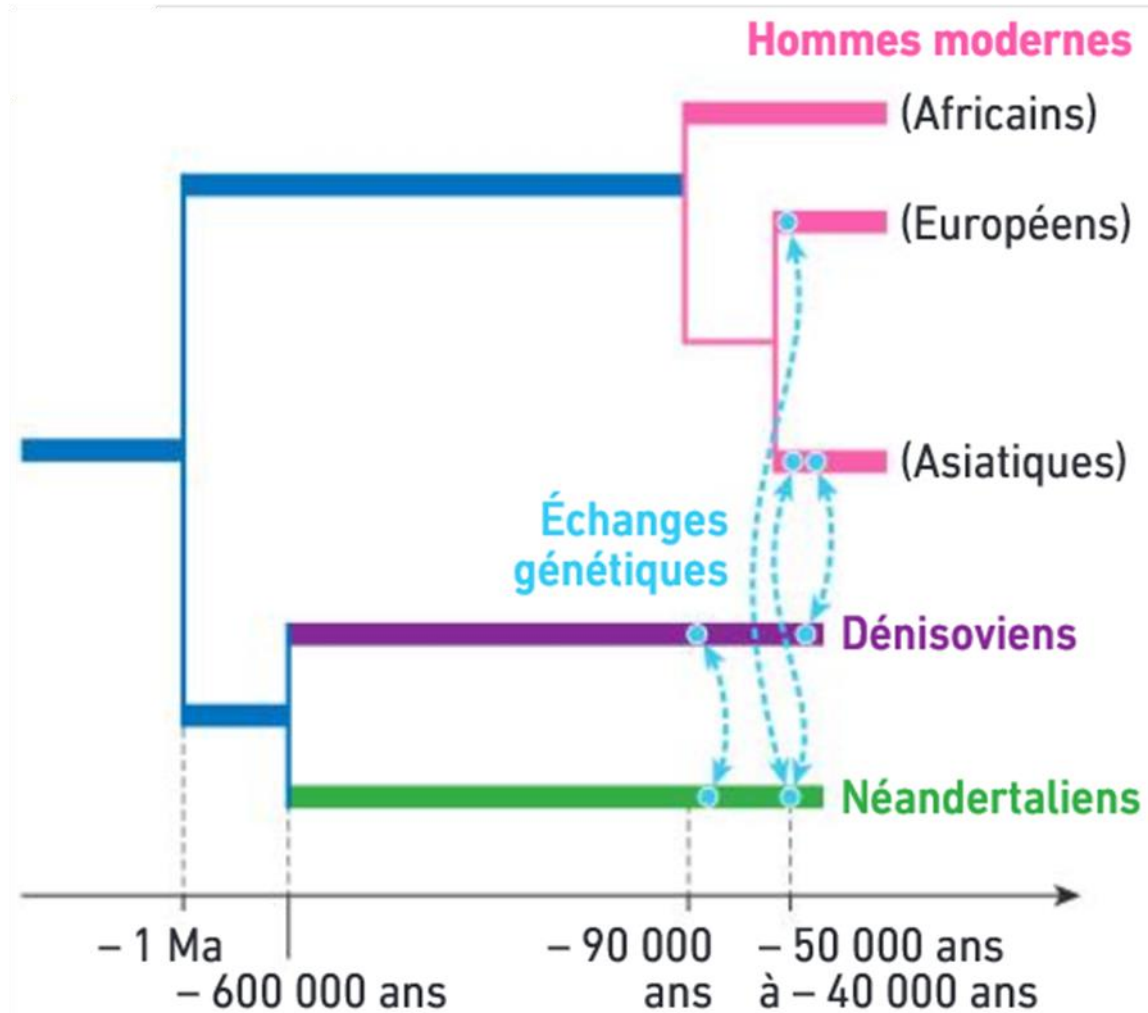 Hommes modernes
(Africains)
(Européens)
(Asiatiques)
Échanges
génétiques
Dénisoviens
Néandertaliens
– 1 Ma
– 600 000 ans
– 90 000
ans
– 50 000 ans
à – 40 000 ans